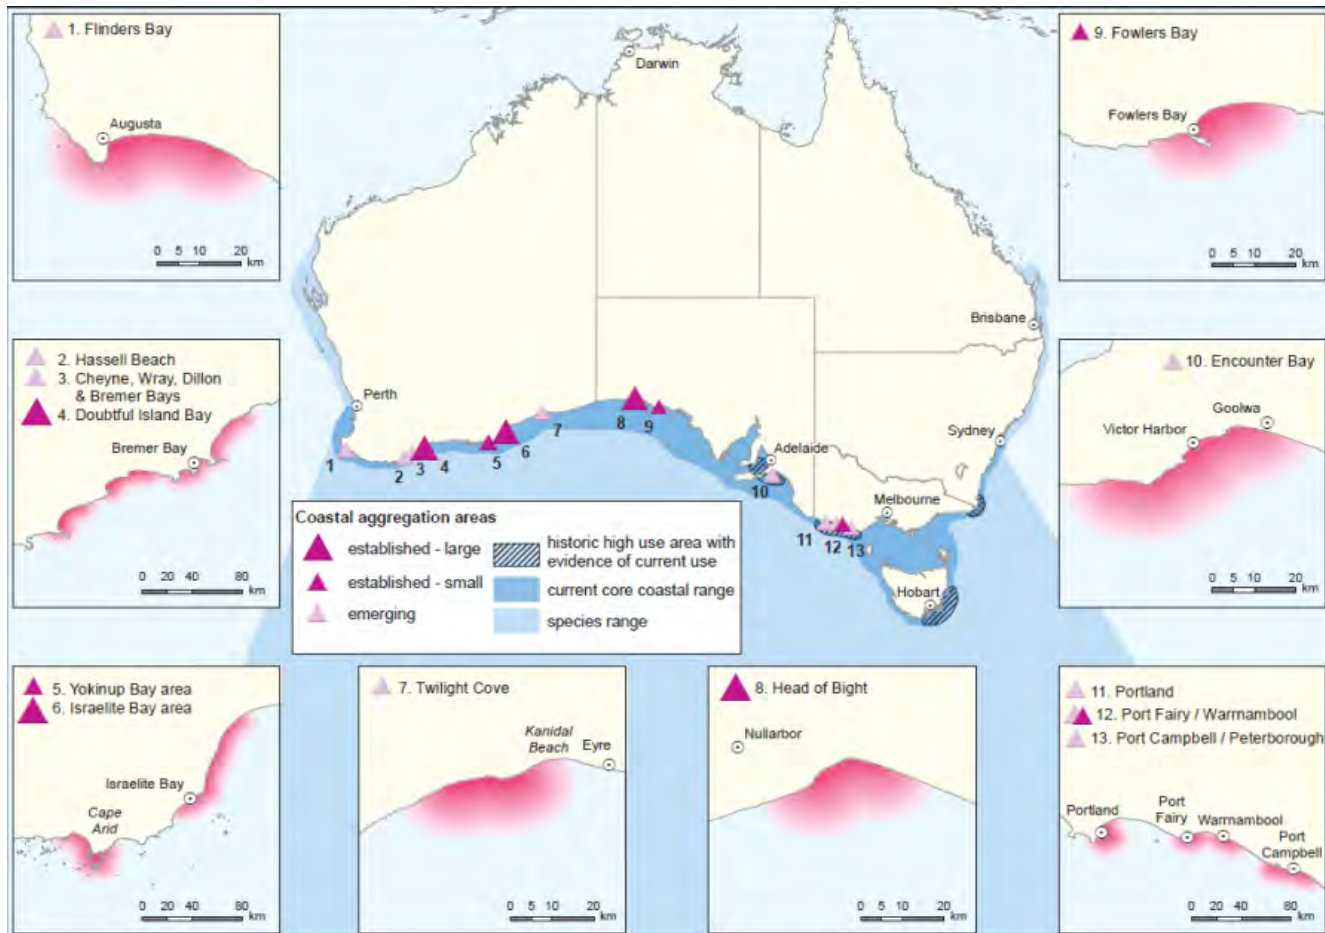 1. Flinders Bay
Augusta
0 5 10 20
km
Darwin
9. Fowlers Bay
Fowlers Bay
0 5 10 20
km
2. Hassell Beach
3. Cheyne, Wray, Dillon
& Bremer Bays
4. Doubtful Island Bay
Bremer Bay
0 20 40 80
km
Perth
Brisbane
Sydney
Adelaide
Melbourne
Hobart
1
2
3
4
5
6
7
8
9
10
11
12
13
10. Encounter Bay
Goolwa
Victor Harbor
0 5 10 20
km
Coastal aggregation areas
established - large
established - small
emerging
historic high use area with
evidence of current use
current core coastal range
species range
5. Yokinup Bay area
6. Israelite Bay area
Israelite Bay
Cape
Arid
0 20 40 80
km
7. Twilight Cove
Kanidal
Beach
Eyre
0 5 10 20
km
8. Head of Bight
Nullarbor
0 5 10 20
km
11. Portland
12. Port Fairy / Warrnambool
13. Port Campbell / Peterborough
Portland
Port
Fairy
Warrnambool
Port
Campbell
0 20 40 80
km